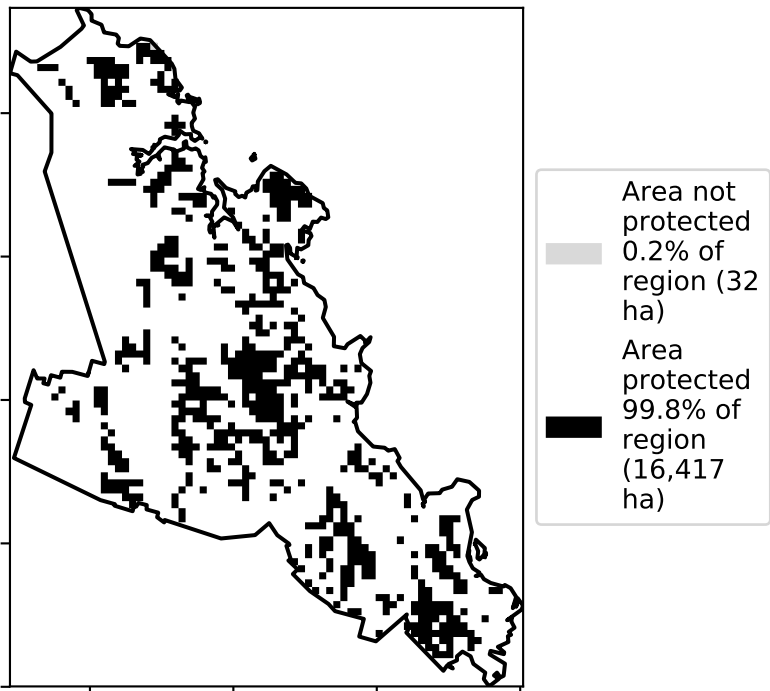 Area not
protected
0.2% of
region (32
ha)
Area
protected
99.8% of
region
(16,417
ha)